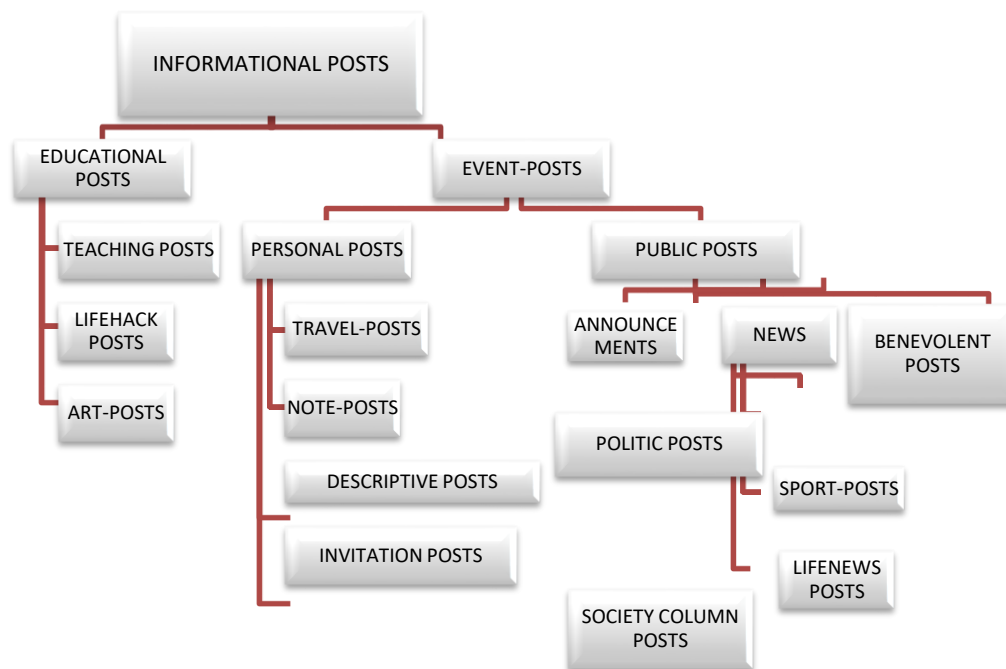 INFORMATIONAL POSTS
EDUCATIONAL
POSTS
EVENT-POSTS
TEACHING POSTS
PERSONAL POSTS
PUBLIC POSTS
LIFEHACK
POSTS
TRAVEL-POSTS
ANNOUNCE
MENTS
NEWS
BENEVOLENT
POSTS
ART-POSTS
NOTE-POSTS
POLITIC POSTS
DESCRIPTIVE POSTS
SPORT-POSTS
INVITATION POSTS
LIFENEWS
POSTS
SOCIETY COLUMN
POSTS